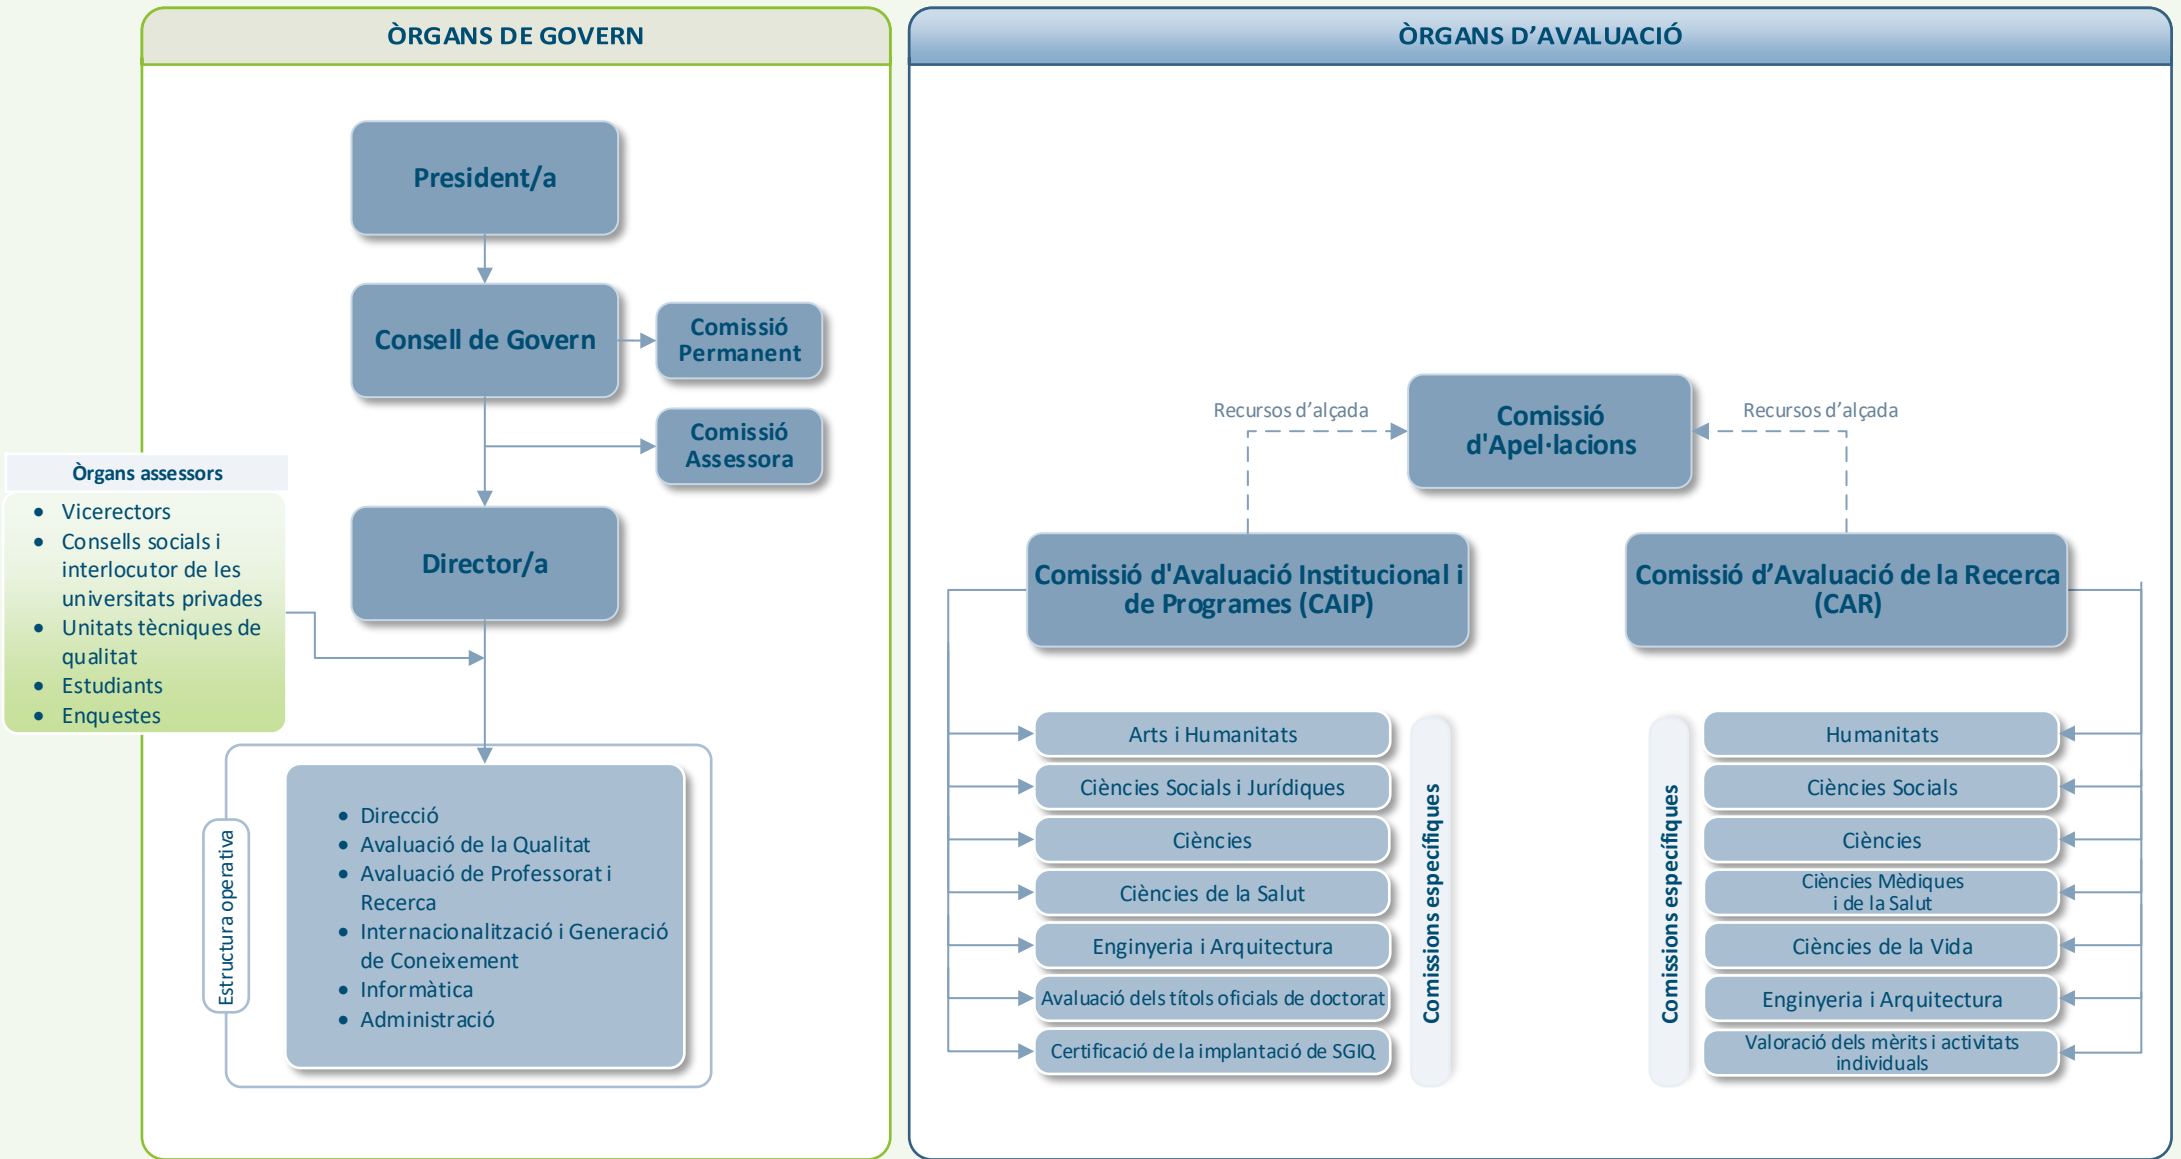 ÒRGANS DE GOVERN
President/a
Consell de Govern
Comissió
Permanent
Comissió
Assessora
Director/a
Òrgans assessors
• Vicerectors
• Consells socials i
interlocutor de les
universitats privades
• Unitats tècniques de
qualitat
• Estudiants
• Enquestes
Estructura operativa
• Direcció
• Avaluació de la Qualitat
• Avaluació de Professorat i
Recerca
• Internacionalització i Generació
de Coneixement
• Informàtica
• Administració
ÒRGANS D’AVALUACIÓ
Recursos d’alçada
Comissió
d'Apel·lacions
Recursos d’alçada
Comissió d'Avaluació Institucional i
de Programes (CAIP)
Arts i Humanitats
Ciències Socials i Jurídiques
Ciències
Ciències de la Salut
Enginyeria i Arquitectura
Avaluació dels títols oficials de doctorat
Certificació de la implantació de SGIQ
Comissions específiques
Comissió d’Avaluació de la Recerca
(CAR)
Comissions específiques
Humanitats
Ciències Socials
Ciències
Ciències Mèdiques
i de la Salut
Ciències de la Vida
Enginyeria i Arquitectura
Valoració dels mèrits i activitats
individuals